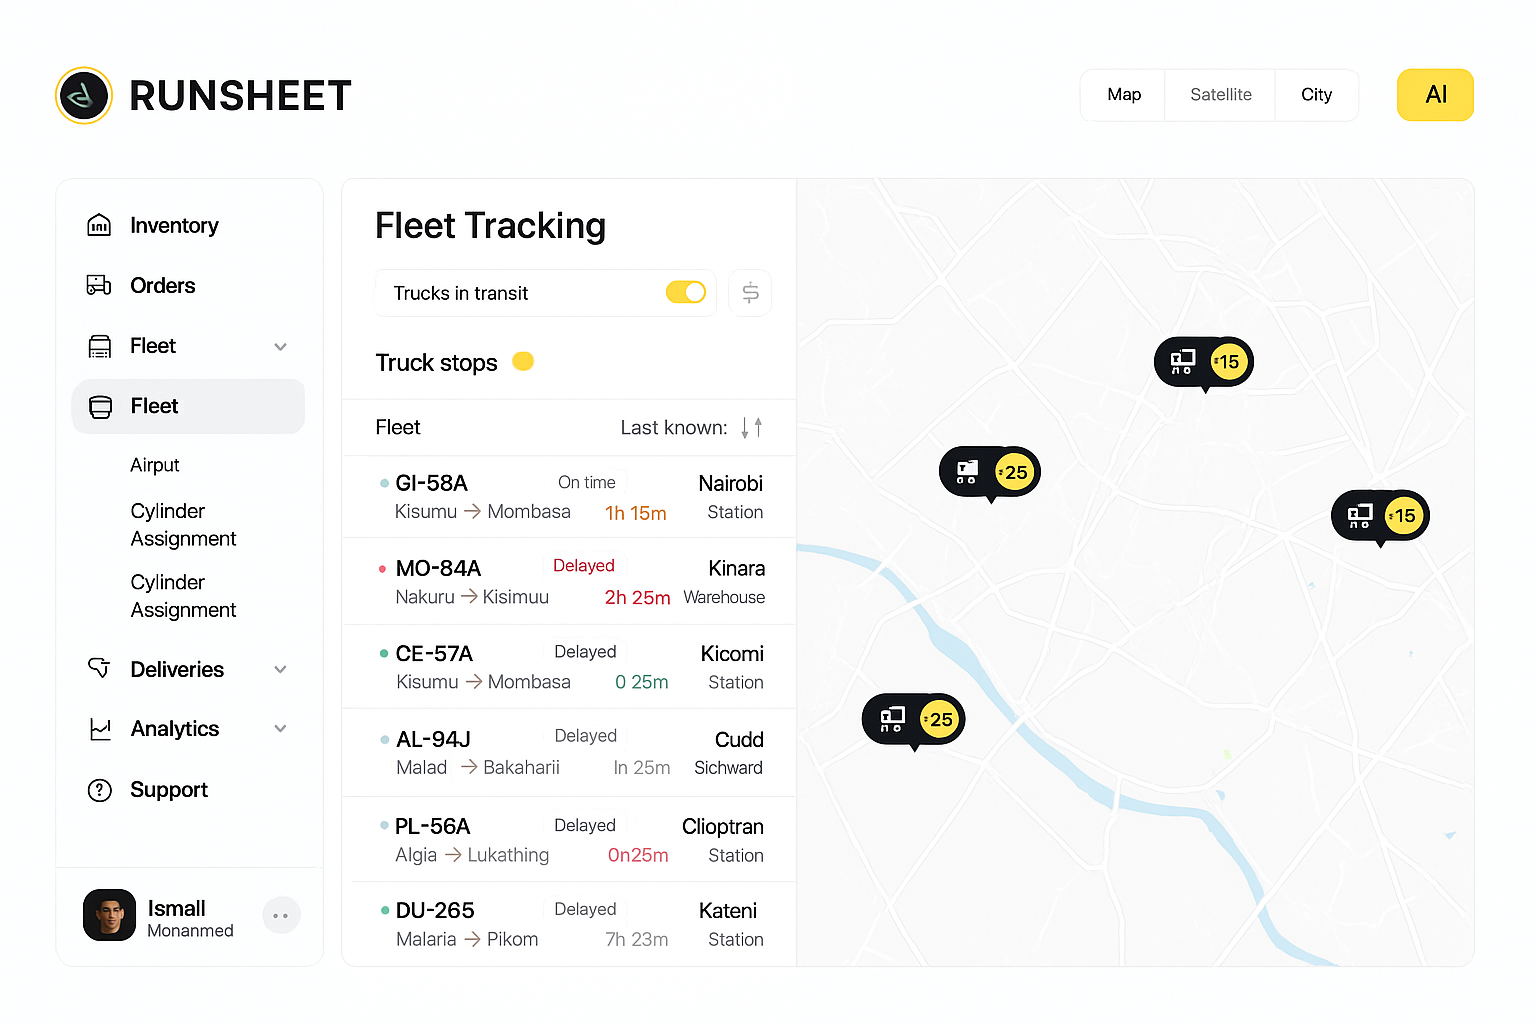 RUNSHEET
Map
Satellite
City
AI
Inventory
Orders
Fleet
Fleet
Airput
Cylinder
Assignment
Cylinder
Assignment
Deliveries
Analytics
Support
Ismall
Monanmed
Fleet Tracking
Trucks in transit
Truck stops
Fleet Last known:
GI-58A On time Nairobi
Kisumu → Mombasa 1h 15m Station
MO-84A Delayed Kinara
Nakuru → Kisimuu 2h 25m Warehouse
CE-57A Delayed Kicomi
Kisumu → Mombasa 0 25m Station
AL-94J Delayed Cudd
Malad → Bakaharii In 25m Sichward
PL-56A Delayed Clioptran
Algia → Lukathing 0n25m Station
DU-265 Delayed Kateni
Malaria → Pikom 7h 23m Station
15
25
15
25